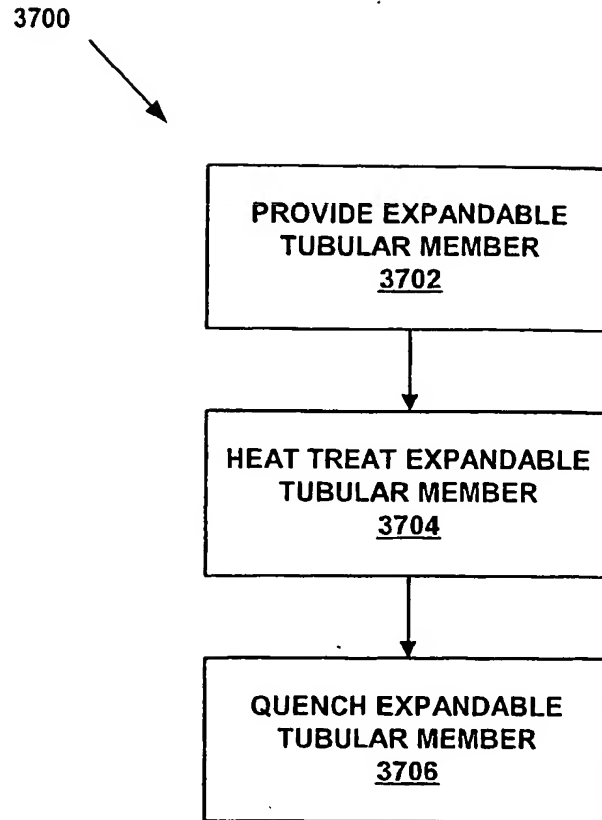 3700
PROVIDE EXPANDABLE
TUBULAR MEMBER
3702
HEAT TREAT EXPANDABLE
TUBULAR MEMBER
3704
QUENCH EXPANDABLE
TUBULAR MEMBER
3706